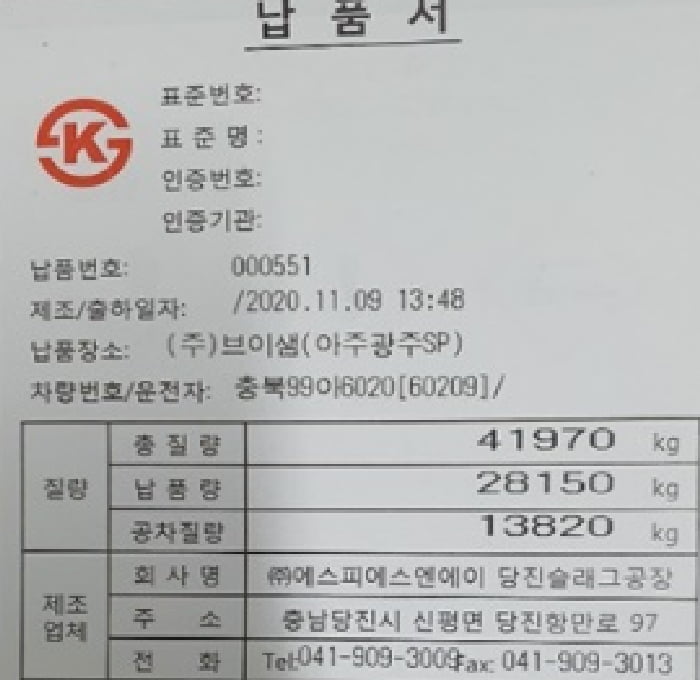 납 품 서
K
표준번호:
표 준 명 :
인증번호:
인증기관:
납품번호: 000551
제조/출하일자: /2020.11.09 13:48
납품장소: (주)브이샘(아주광주SP)
차량번호/운전자: 충북99아6020[60209]/
질량
총 질 량 41970 kg
납 품 량 28150 kg
공차질량 13820 kg
제조
업체
회 사 명 ㈜에스피에스엔에이 당진슬래그공장
주 소 충남당진시 신평면 당진항만로 97
전 화 Tel:041-909-3009Fax: 041-909-3013